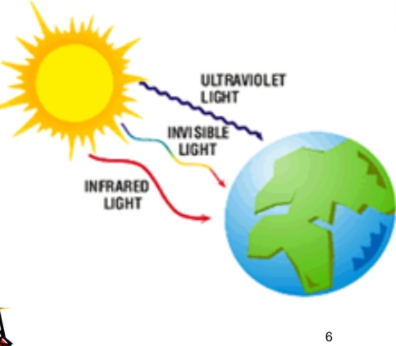 ULTRAVIOLET
LIGHT
INVISIBLE
LIGHT
INFRARED
LIGHT
6